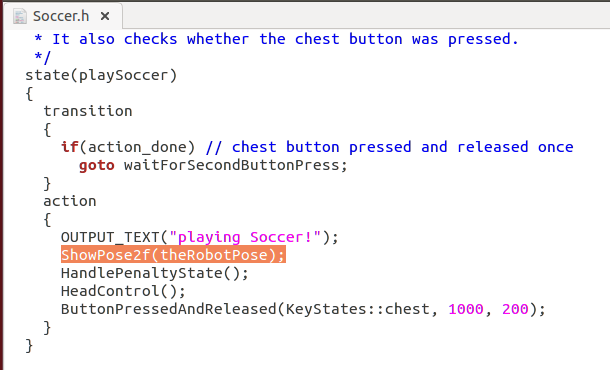 Soccer.h ×
* It also checks whether the chest button was pressed.
*/
state(playSoccer)
{
transition
{
if(action_done) // chest button pressed and released once
goto waitForSecondButtonPress;
}
action
{
OUTPUT_TEXT("playing Soccer!");
ShowPose2f(theRobotPose);
HandlePenaltyState();
HeadControl();
ButtonPressedAndReleased(KeyStates::chest, 1000, 200);
}
}